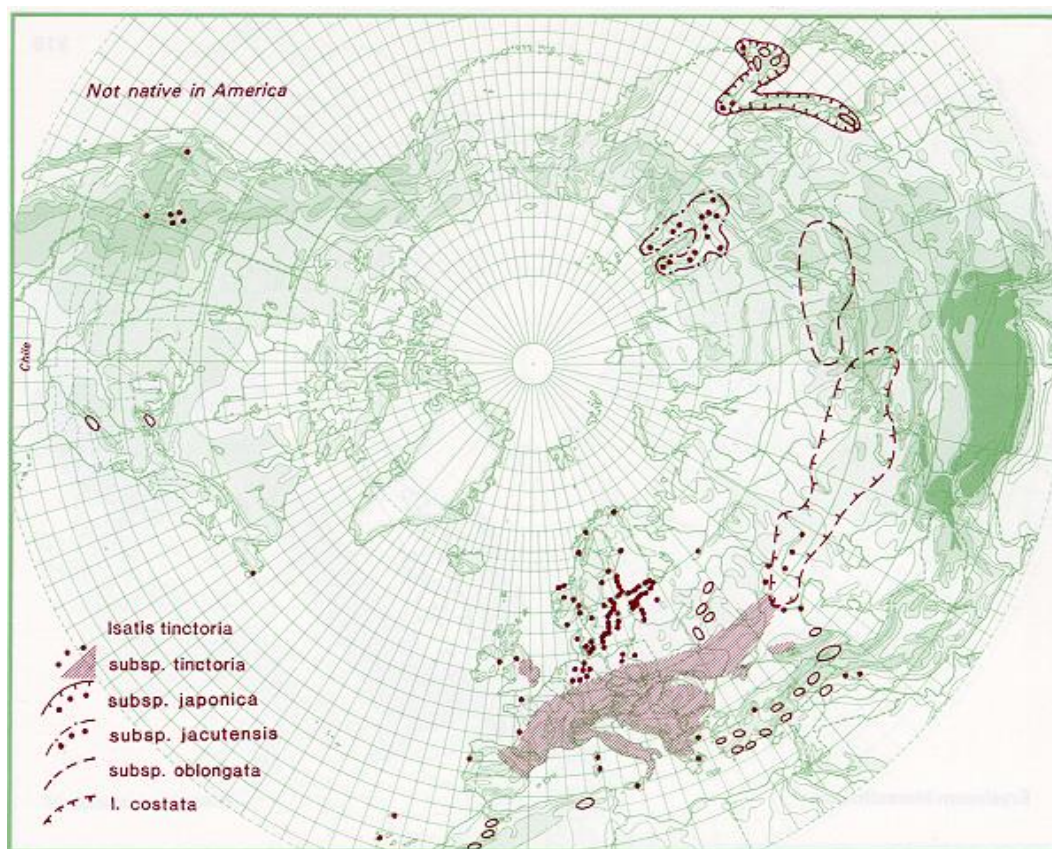 Not native in America
Chile
Isatis tinctoria
subsp. tinctoria
subsp. japonica
subsp. jacutensis
subsp. oblongata
I. costata